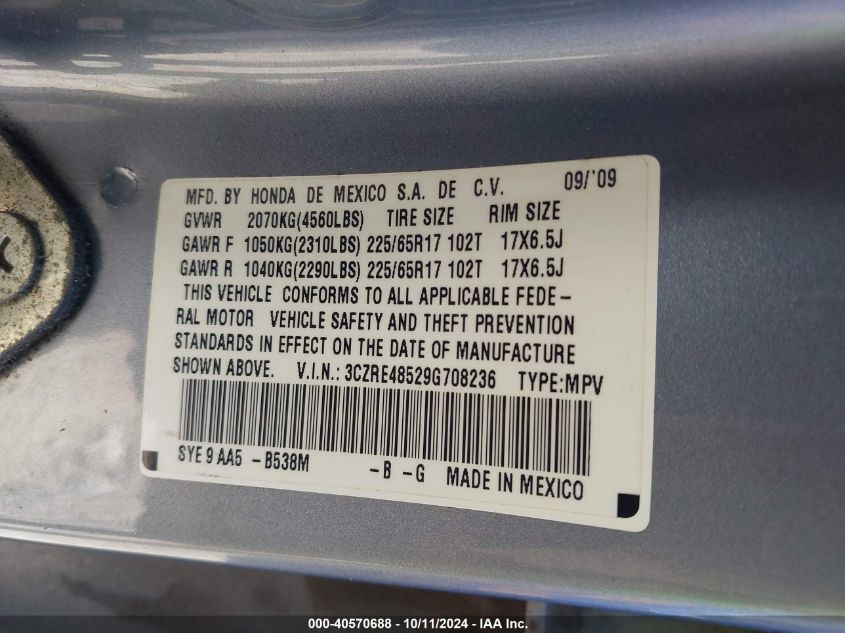 MFD. BY HONDA DE MEXICO S.A. DE C.V. 09/'09
GVWR 2070KG(4560LBS) TIRE SIZE RIM SIZE
GAWR F 1050KG(2310LBS) 225/65R17 102T 17X6.5J
GAWR R 1040KG(2290LBS) 225/65R17 102T 17X6.5J
THIS VEHICLE CONFORMS TO ALL APPLICABLE FEDE-
RAL MOTOR VEHICLE SAFETY AND THEFT PREVENTION
STANDARDS IN EFFECT ON THE DATE OF MANUFACTURE
SHOWN ABOVE. V.I.N.: 3CZRE48529G708236 TYPE:MPV
SYE 9 AA5 -B538M -B -G MADE IN MEXICO
000-40570688 - 10/11/2024 - IAA Inc.